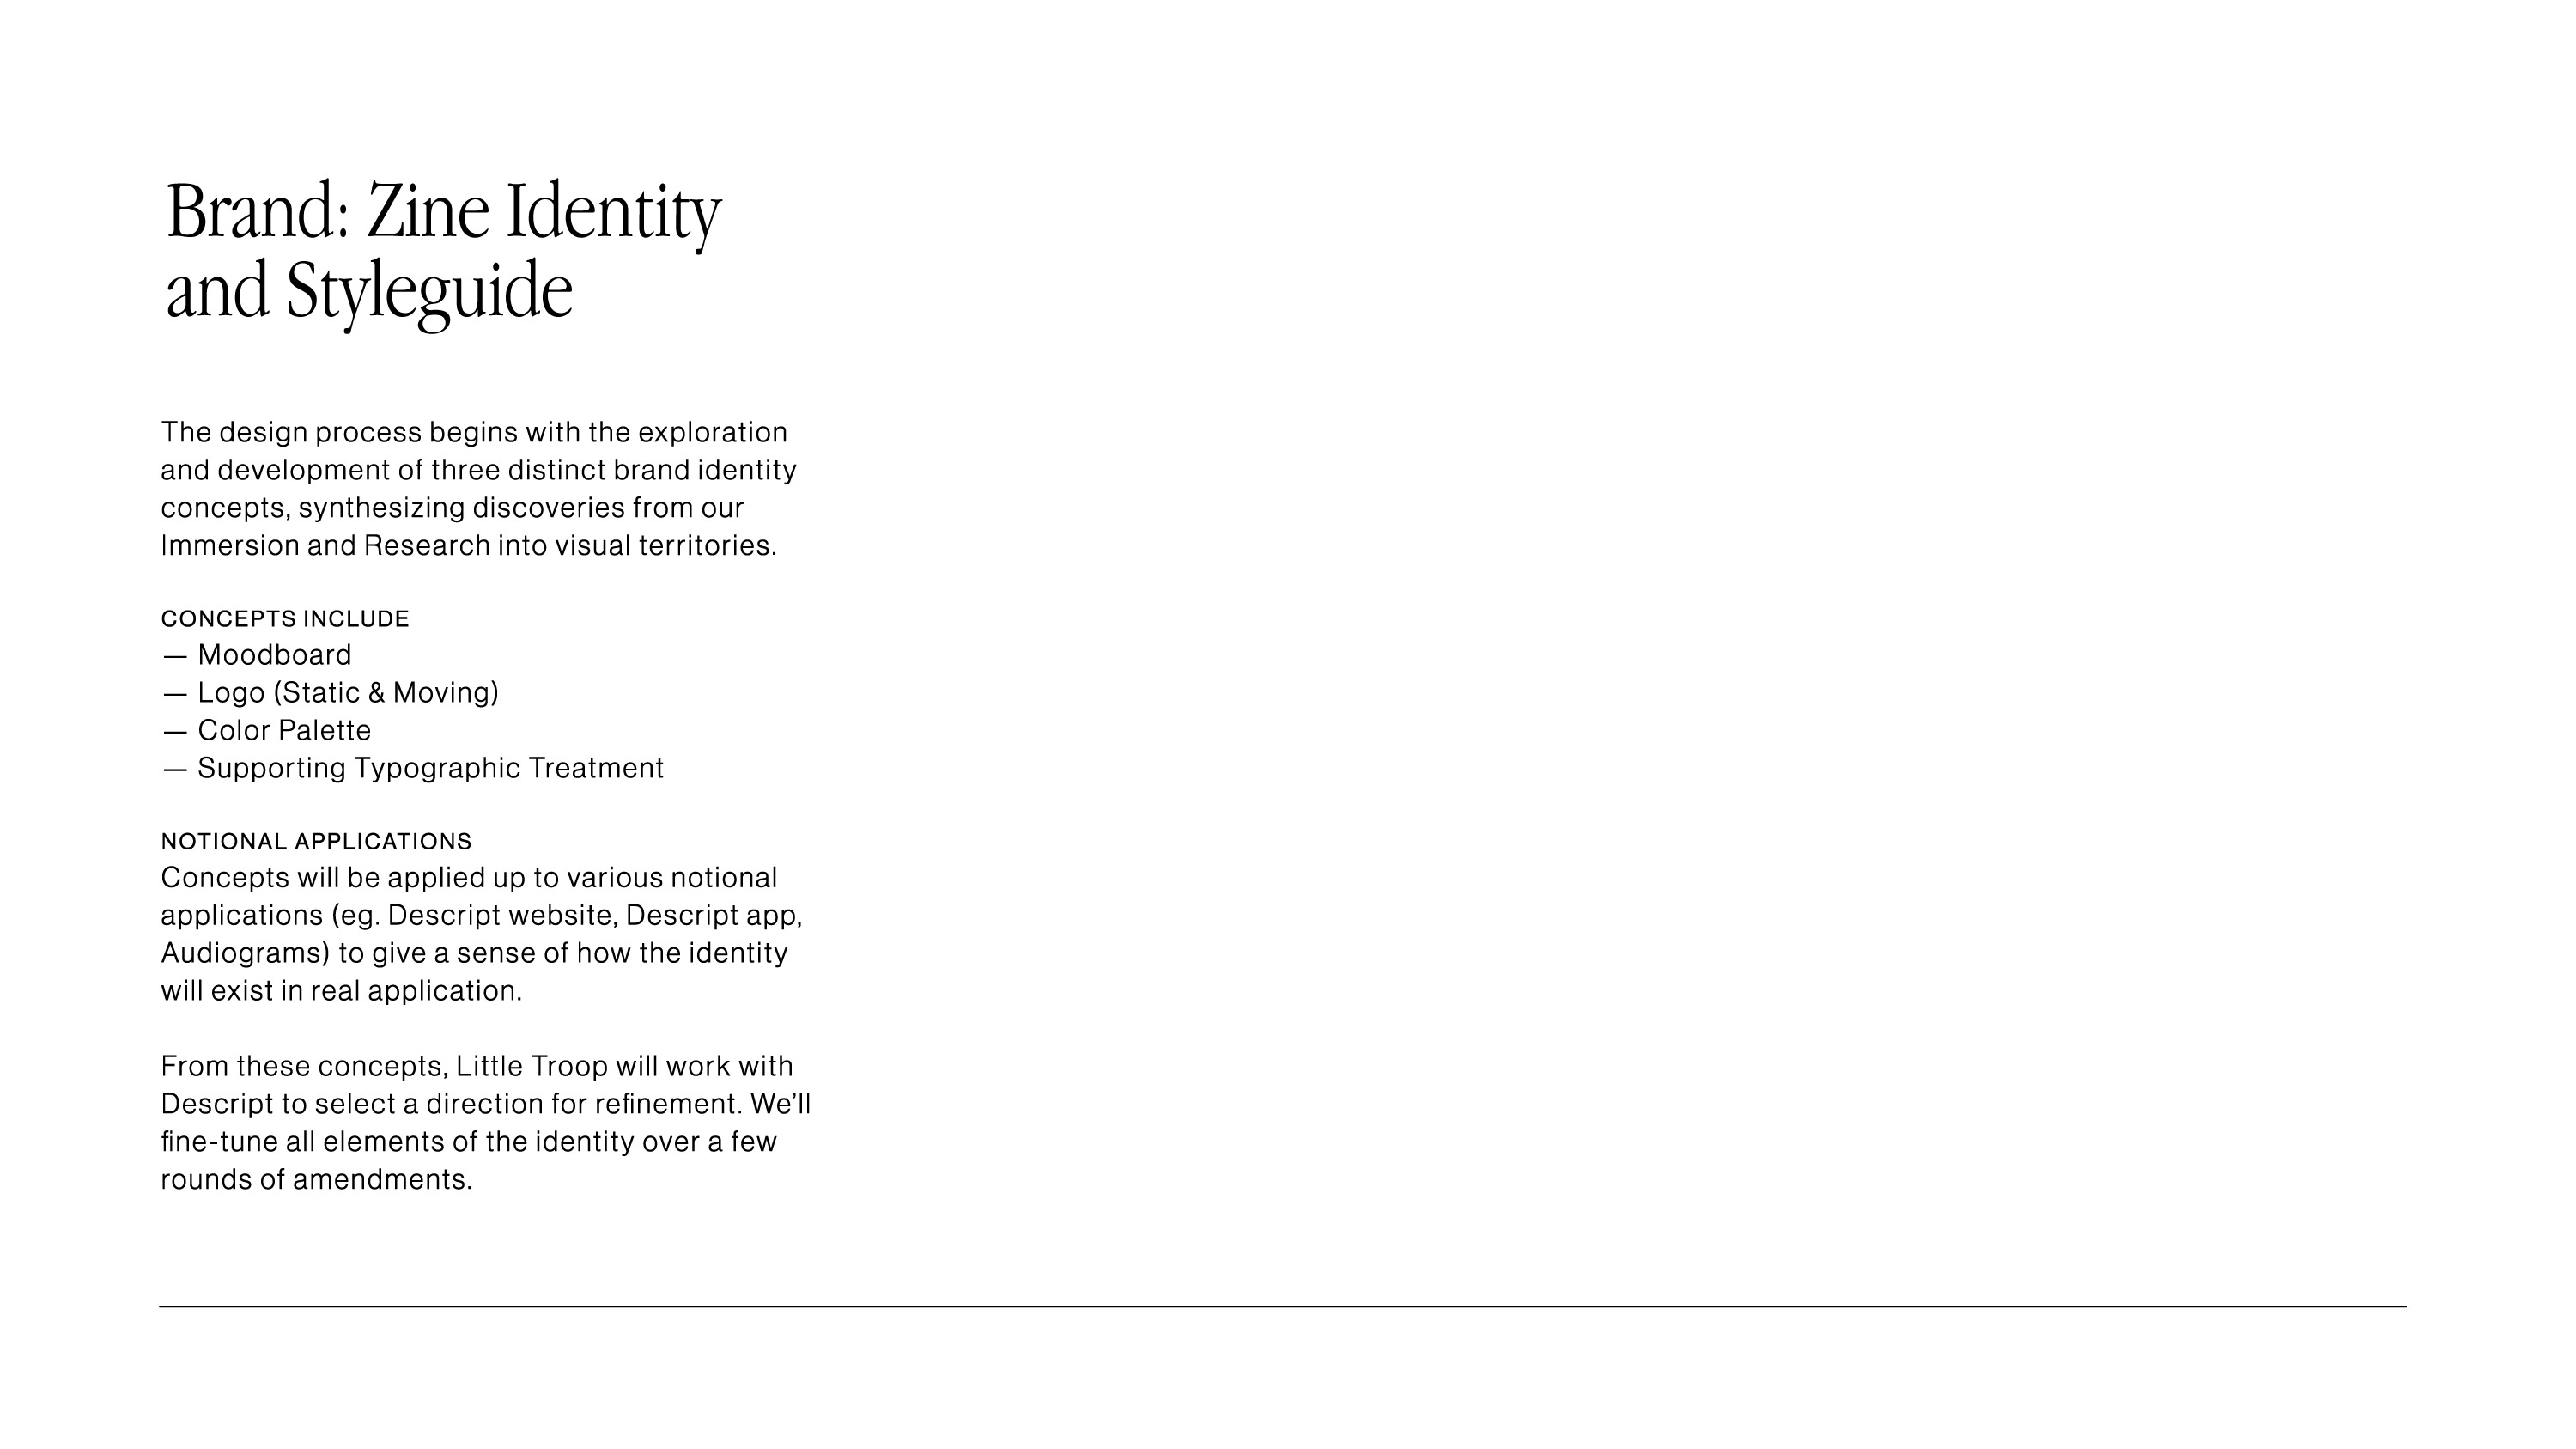 Brand: Zine Identity
and Styleguide
The design process begins with the exploration
and development of three distinct brand identity
concepts, synthesizing discoveries from our
Immersion and Research into visual territories.
CONCEPTS INCLUDE
— Moodboard
— Logo (Static & Moving)
— Color Palette
— Supporting Typographic Treatment
NOTIONAL APPLICATIONS
Concepts will be applied up to various notional
applications (eg. Descript website, Descript app,
Audiograms) to give a sense of how the identity
will exist in real application.
From these concepts, Little Troop will work with
Descript to select a direction for refinement. We’ll
fine-tune all elements of the identity over a few
rounds of amendments.